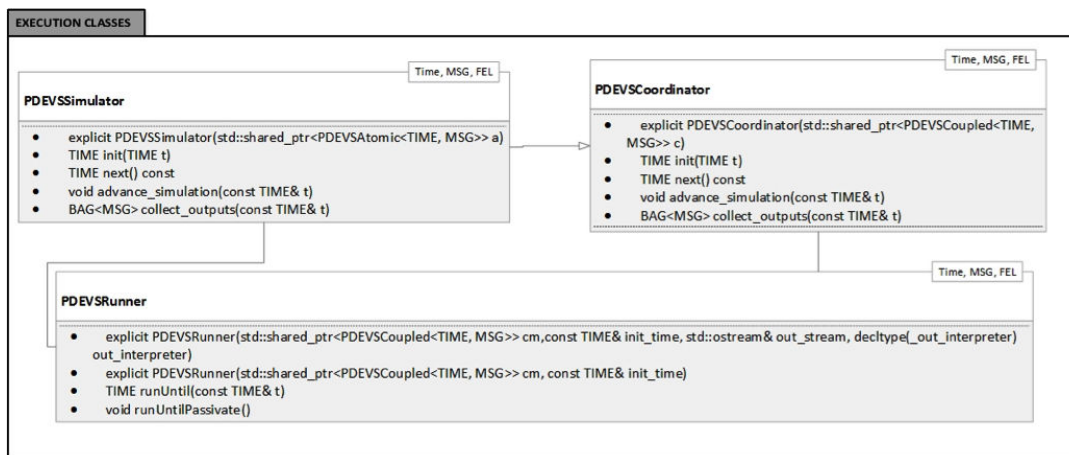 EXECUTION CLASSES
Time, MSG, FEL
PDEVSSimulator
• explicit PDEVSSimulator(std::shared_ptr<PDEVSAtomic<TIME, MSG>> a)
• TIME init(TIME t)
• TIME next() const
• void advance_simulation(const TIME& t)
• BAG<MSG> collect_outputs(const TIME& t)
Time, MSG, FEL
PDEVSCoordinator
• explicit PDEVSCoordinator(std::shared_ptr<PDEVSCoupled<TIME,
MSG>> c)
• TIME init(TIME t)
• TIME next() const
• void advance_simulation(const TIME& t)
• BAG<MSG> collect_outputs(const TIME& t)
Time, MSG, FEL
PDEVSRunner
• explicit PDEVSRunner(std::shared_ptr<PDEVSCoupled<TIME, MSG>> cm,const TIME& init_time, std::ostream& out_stream, decltype(_out_interpreter)
out_interpreter)
• explicit PDEVSRunner(std::shared_ptr<PDEVSCoupled<TIME, MSG>> cm, const TIME& init_time)
• TIME runUntil(const TIME& t)
• void runUntilPassivate()